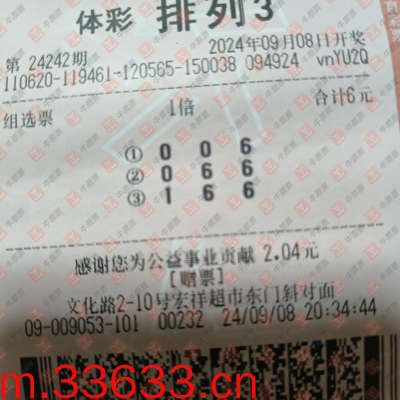 体彩 排列3
第 24242期 2024年09月08日开奖
110620-119461-120565-150038 094924 vnYU2Q
组选票 1倍 合计6元
① 0 0 6
② 0 6 6
③ 1 6 6
感谢您为公益事业贡献 2.04元
[赠票]
文化路2-10号宏祥超市东门斜对面
09-009053-101 00232 24/09/08 20:34:44
m.33633.cn